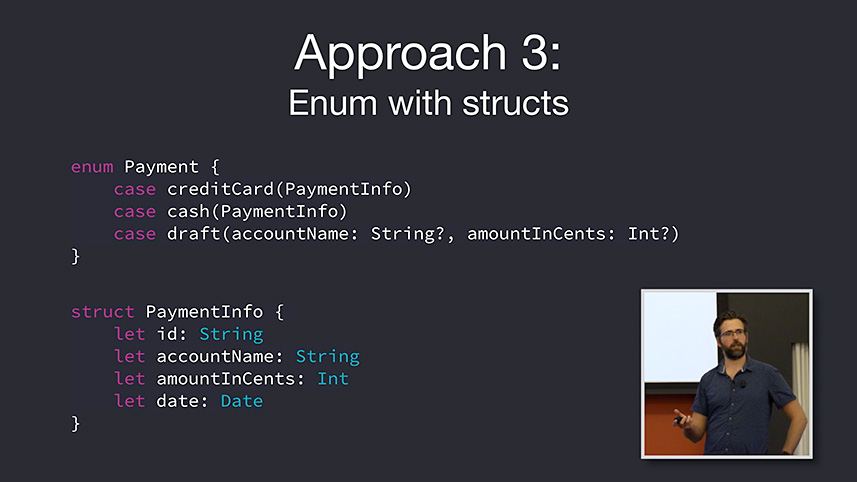 Approach 3:
Enum with structs
enum Payment {
    case creditCard(PaymentInfo)
    case cash(PaymentInfo)
    case draft(accountName: String?, amountInCents: Int?)
}
struct PaymentInfo {
    let id: String
    let accountName: String
    let amountInCents: Int
    let date: Date
}